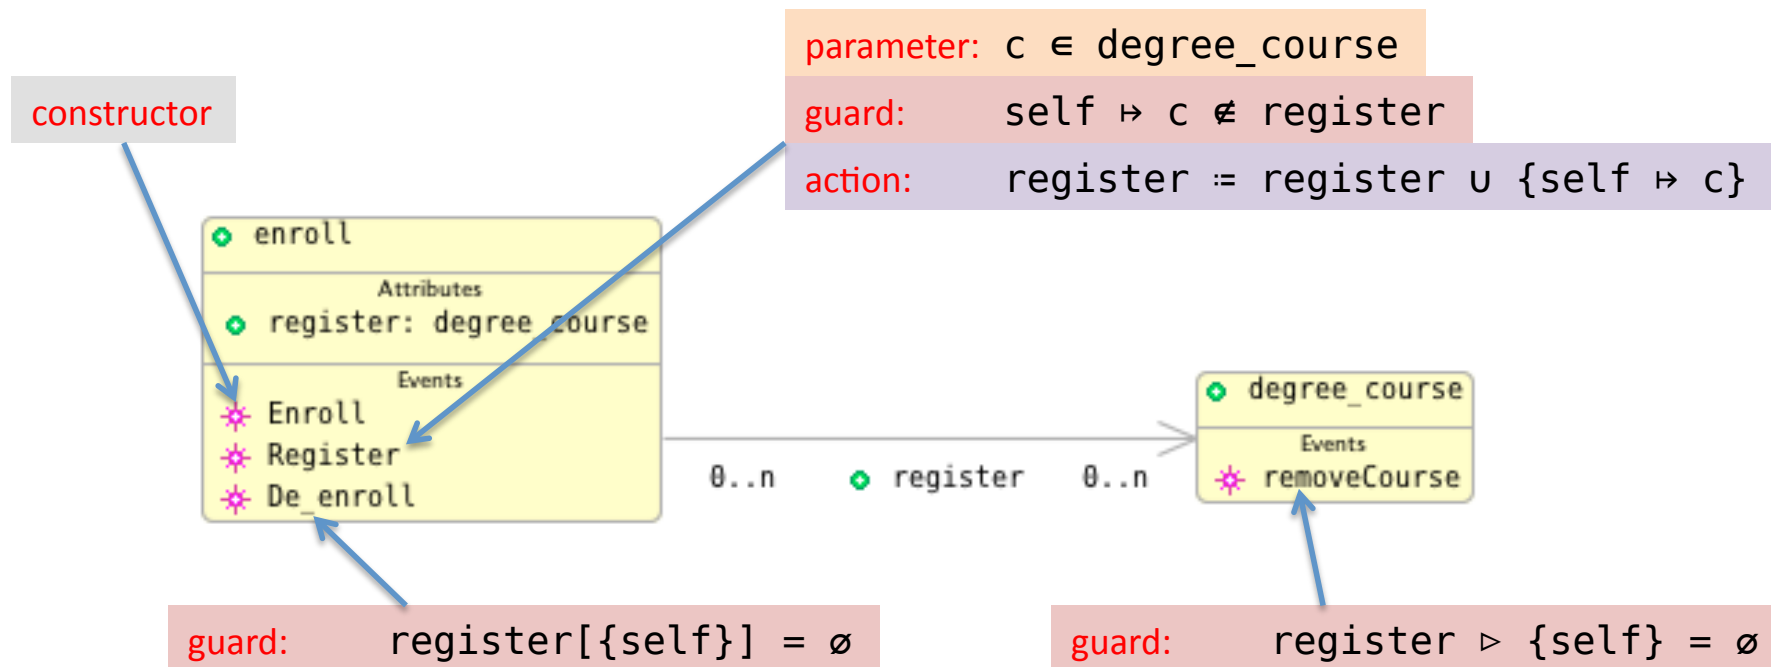 parameter: c ∈ degree_course
constructor
guard: self ↦ c ∉ register
action: register ≔ register ∪ {self ↦ c}
enroll
Attributes
register: degree_course
Events
Enroll
Register
De_enroll
0..n register 0..n
degree_course
Events
removeCourse
guard: register[{self}] = ∅
guard: register ▷ {self} = ∅